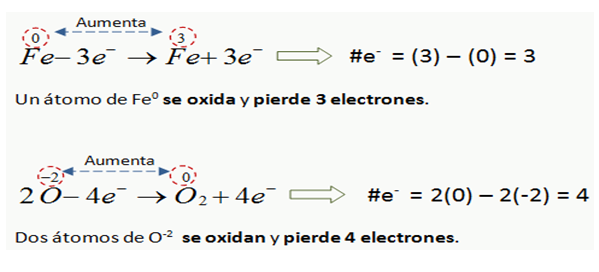 Aumenta
0 3
Fe − 3e⁻ → Fe + 3e⁻ #e⁻ = (3) – (0) = 3
Un átomo de Fe⁰ se oxida y pierde 3 electrones.
Aumenta
−2 0
2 O − 4e⁻ → O₂ + 4e⁻ #e⁻ = 2(0) – 2(-2) = 4
Dos átomos de O⁻² se oxidan y pierde 4 electrones.